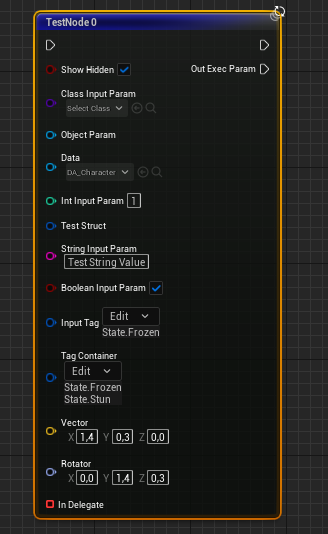 TestNode 0
Show Hidden
Out Exec Param
Class Input Param
Select Class
Object Param
Data
DA_Character
Int Input Param 1
Test Struct
String Input Param
Test String Value
Boolean Input Param
Edit
Input Tag
State.Frozen
Tag Container
Edit
State.Frozen
State.Stun
Vector
X 1,4 Y 0,3 Z 0,0
Rotator
X 0,0 Y 1,4 Z 0,3
In Delegate